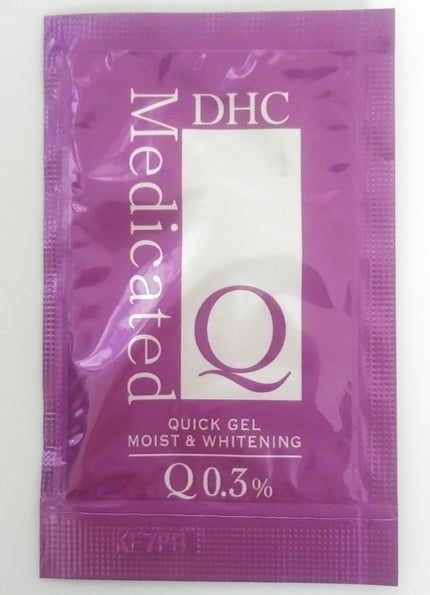 DHC
Medicated
Q
QUICK GEL
MOIST & WHITENING
Q 0.3%